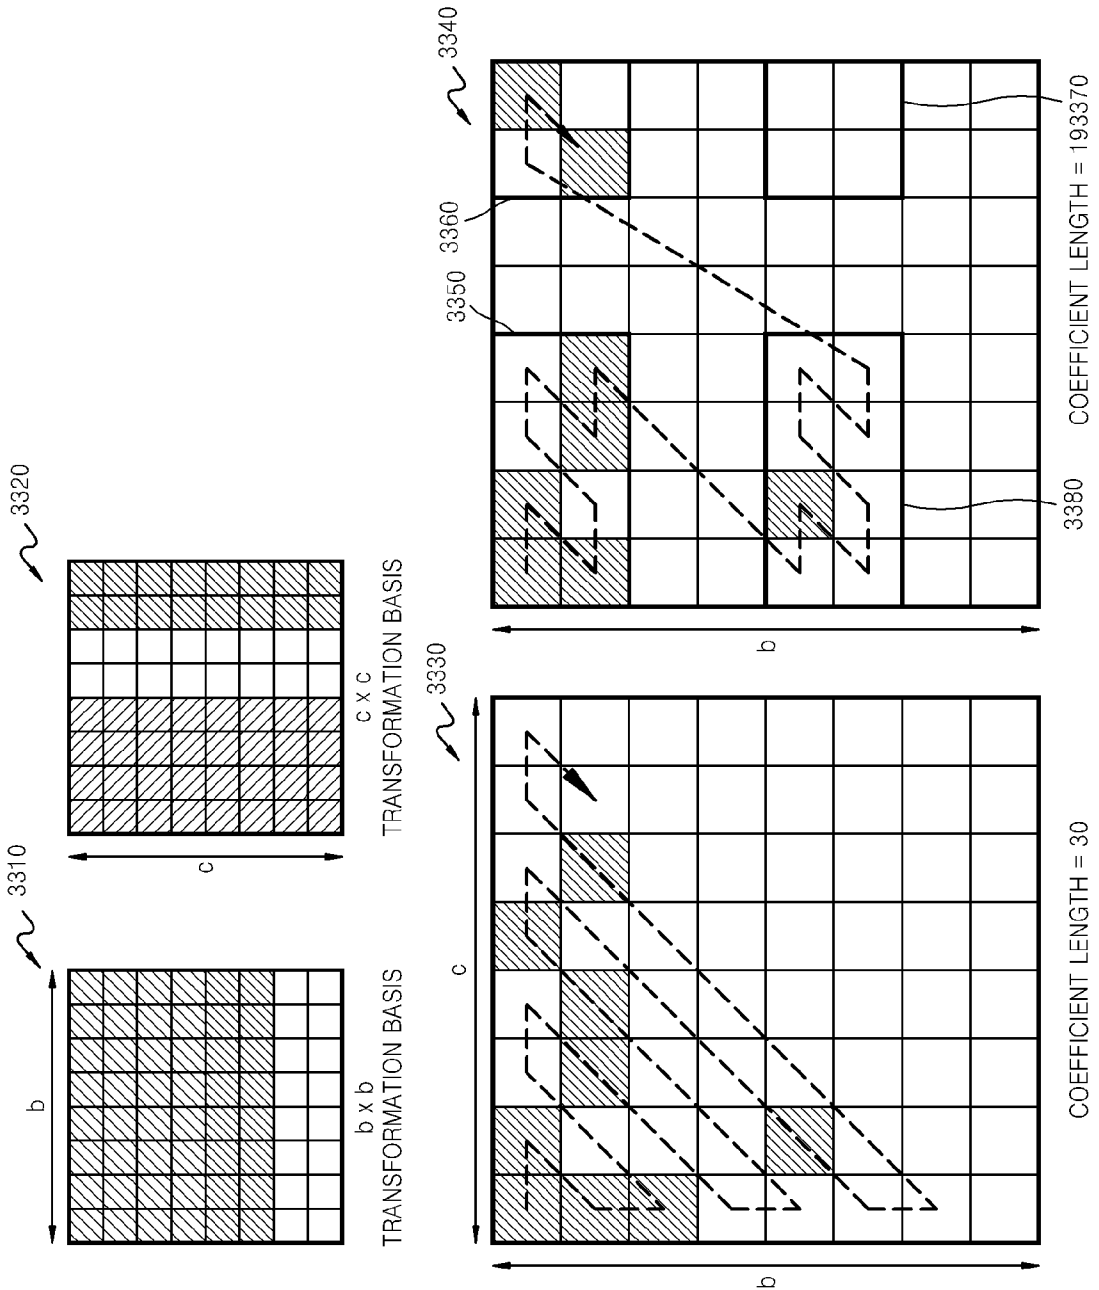 3310
b
b x b
TRANSFORMATION BASIS
3320
c
c x c
TRANSFORMATION BASIS
3330
c
b
COEFFICIENT LENGTH = 30
3340
3350
3360
b
3380
COEFFICIENT LENGTH = 193370